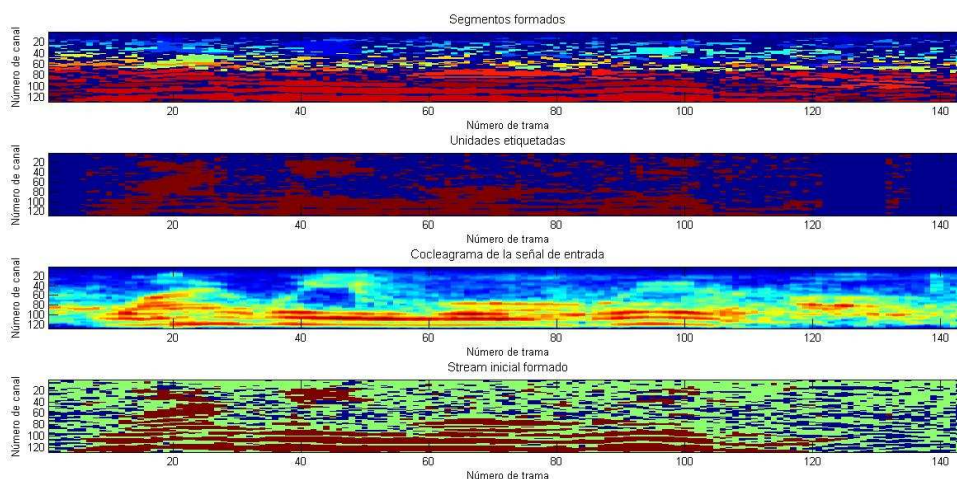 Segmentos formados
Número de canal
20
40
60
80
100
120
20 40 60 80 100 120 140
Número de trama
Unidades etiquetadas
Número de canal
20
40
60
80
100
120
20 40 60 80 100 120 140
Número de trama
Cocleagrama de la señal de entrada
Número de canal
20
40
60
80
100
120
20 40 60 80 100 120 140
Número de trama
Stream inicial formado
Número de canal
20
40
60
80
100
120
20 40 60 80 100 120 140
Número de trama